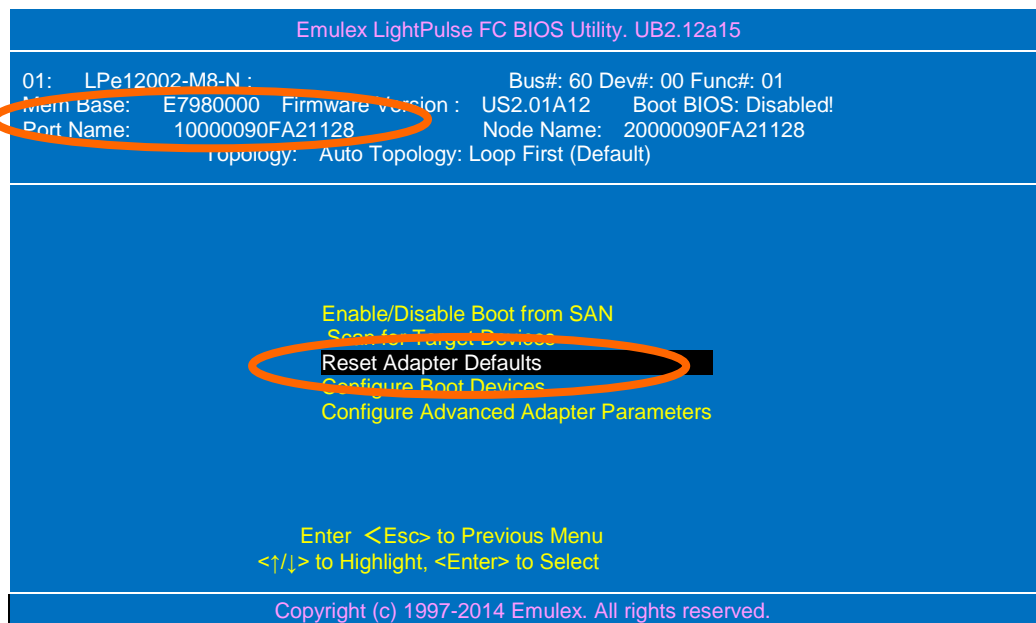 Emulex LightPulse FC BIOS Utility. UB2.12a15
01: LPe12002-M8-N : Bus#: 60 Dev#: 00 Func#: 01
Mem Base: E7980000 Firmware Version : US2.01A12 Boot BIOS: Disabled!
Port Name: 10000090FA21128 Node Name: 20000090FA21128
Topology: Auto Topology: Loop First (Default)
Enable/Disable Boot from SAN
Scan for Target Devices
Reset Adapter Defaults
Configure Boot Devices
Configure Advanced Adapter Parameters
Enter <Esc> to Previous Menu
<↑/↓> to Highlight, <Enter> to Select
Copyright (c) 1997-2014 Emulex. All rights reserved.